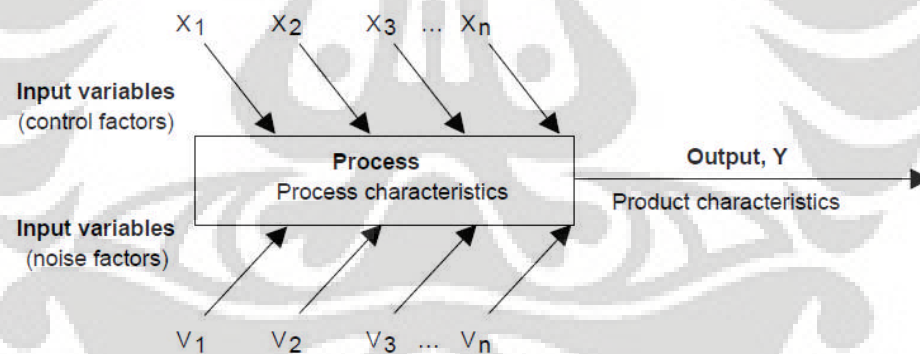 X1 X2 X3 ... Xn
Input variables
(control factors)
Process
Process characteristics
Output, Y
Product characteristics
Input variables
(noise factors)
V1 V2 V3 ... Vn